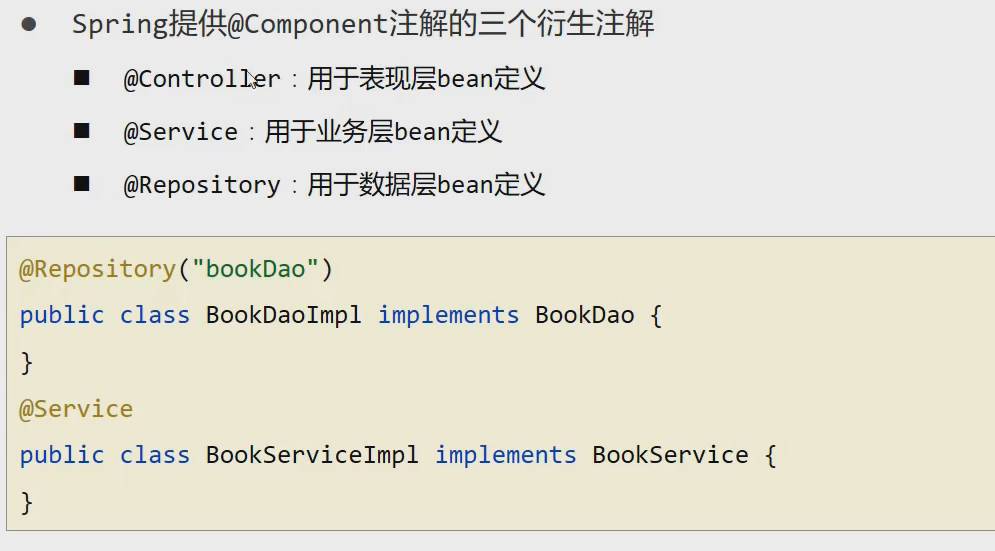 ● Spring提供@Component注解的三个衍生注解
■ @Controller：用于表现层bean定义
■ @Service：用于业务层bean定义
■ @Repository：用于数据层bean定义
@Repository("bookDao")
public class BookDaoImpl implements BookDao {
}
@Service
public class BookServiceImpl implements BookService {
}